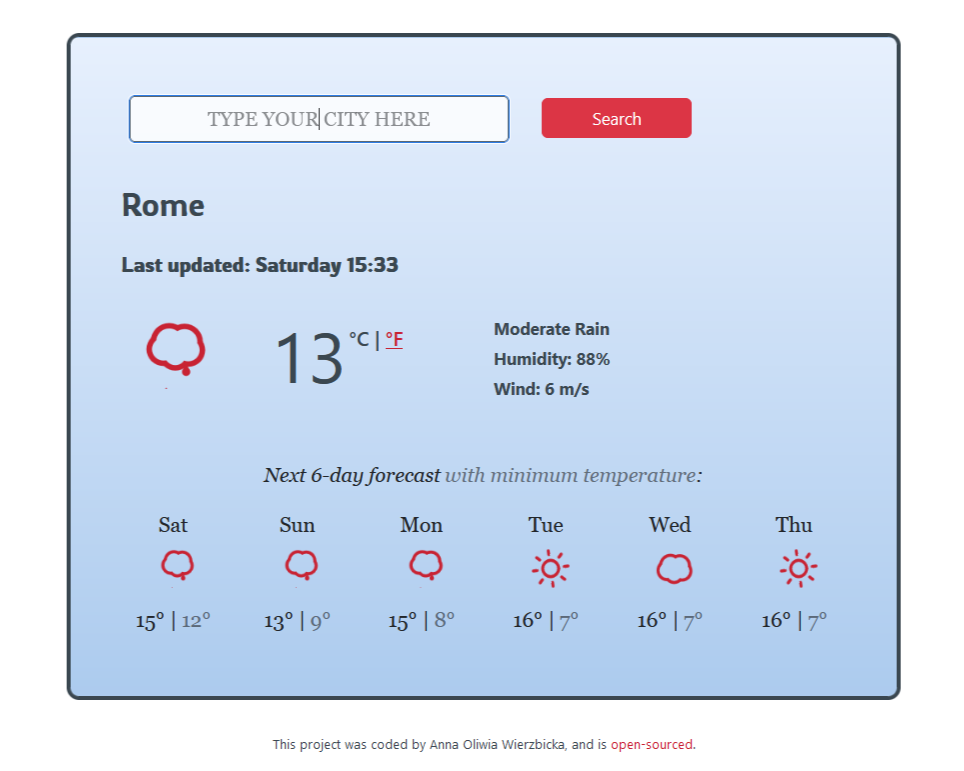 TYPE YOUR CITY HERE
Search
Rome
Last updated: Saturday 15:33
13 °C | °F
Moderate Rain
Humidity: 88%
Wind: 6 m/s
Next 6-day forecast with minimum temperature:
Sat Sun Mon Tue Wed Thu
15° | 12° 13° | 9° 15° | 8° 16° | 7° 16° | 7° 16° | 7°
This project was coded by Anna Oliwia Wierzbicka, and is open-sourced.